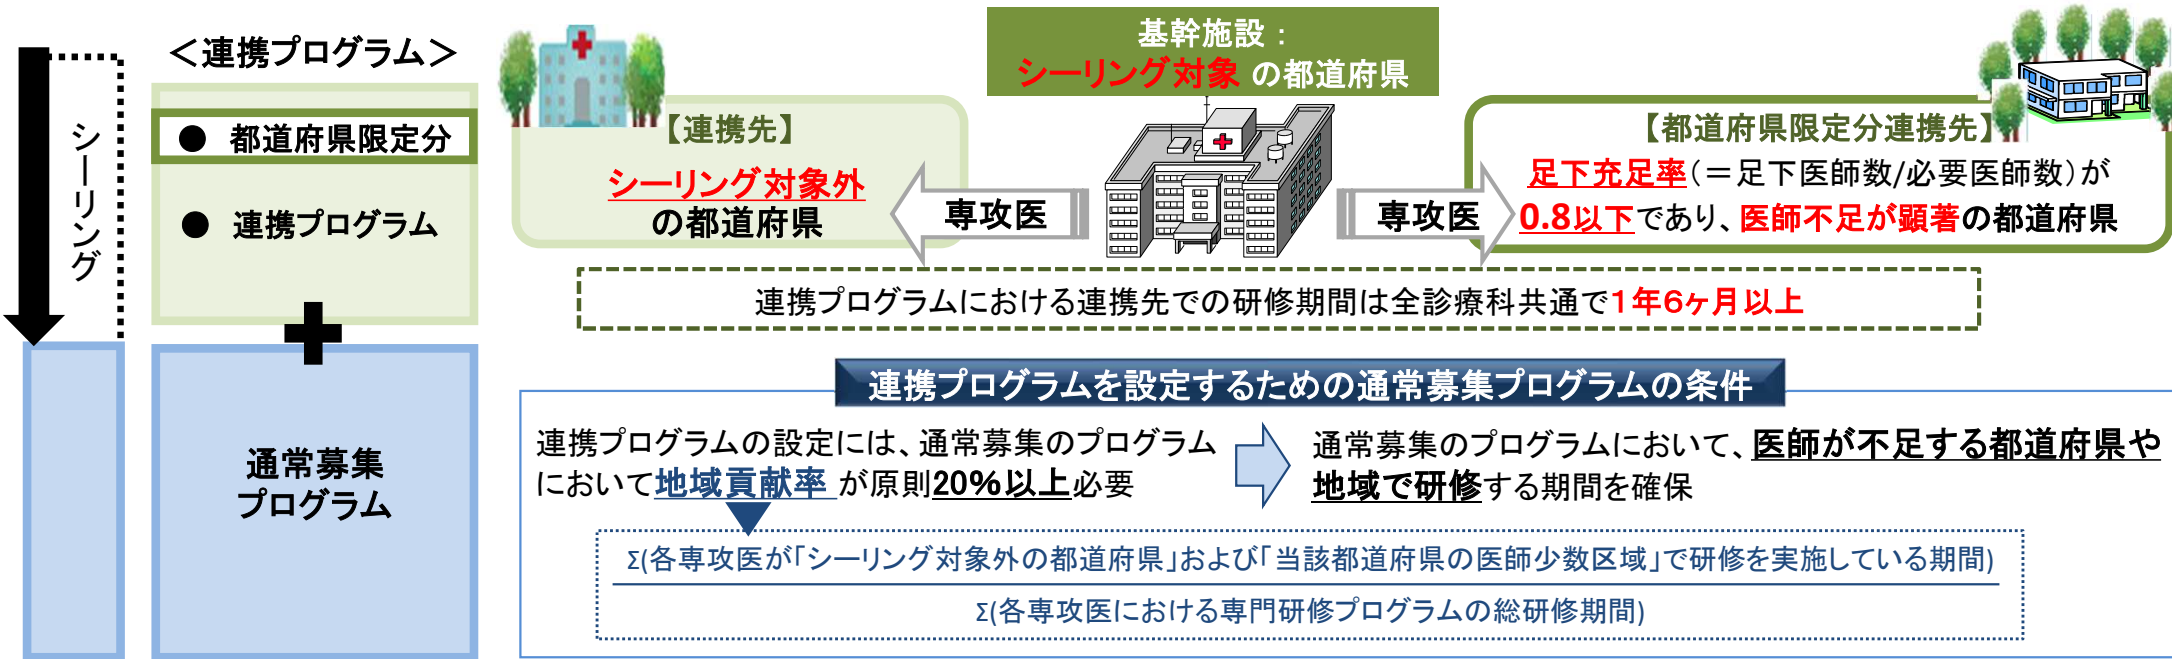 シーリング
＜連携プログラム＞
● 都道府県限定分
● 連携プログラム
通常募集
プログラム
基幹施設：
シーリング対象 の都道府県
【連携先】
シーリング対象外
の都道府県
専攻医
専攻医
【都道府県限定分連携先】
足下充足率（＝足下医師数/必要医師数）が
0.8以下であり、医師不足が顕著の都道府県
連携プログラムにおける連携先での研修期間は全診療科共通で1年6ヶ月以上
連携プログラムを設定するための通常募集プログラムの条件
連携プログラムの設定には、通常募集のプログラム
において地域貢献率 が原則20%以上必要
通常募集のプログラムにおいて、医師が不足する都道府県や
地域で研修する期間を確保
Σ(各専攻医が「シーリング対象外の都道府県」および「当該都道府県の医師少数区域」で研修を実施している期間)
Σ(各専攻医における専門研修プログラムの総研修期間)